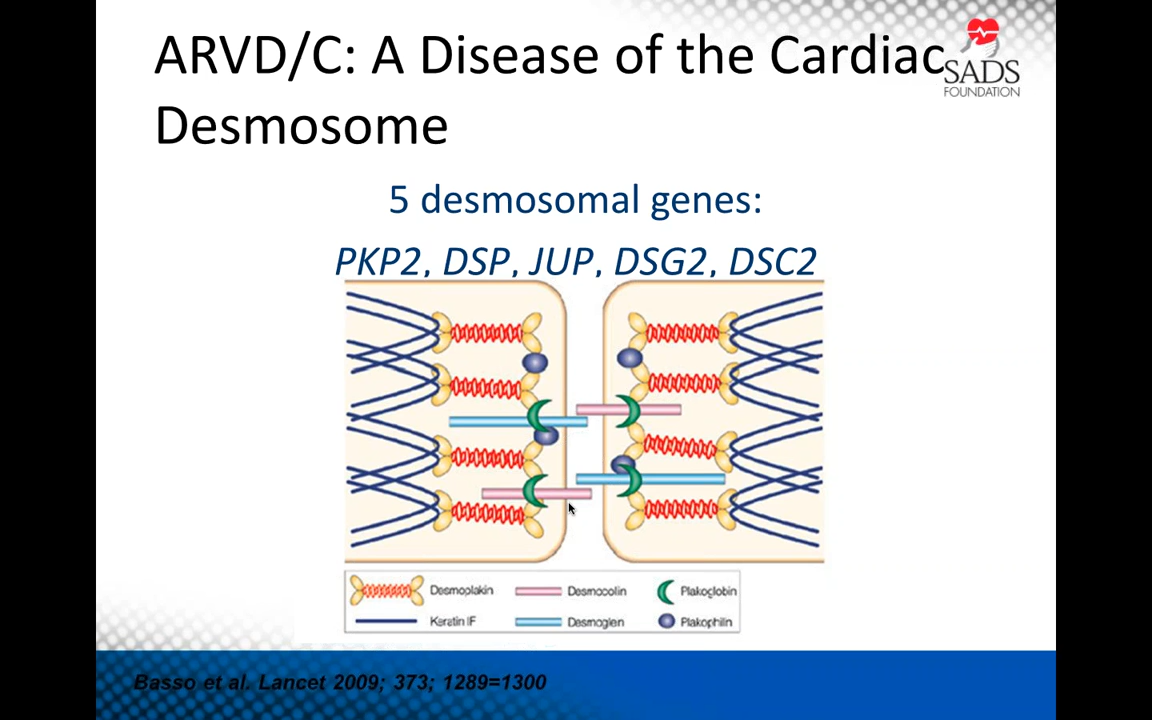 ARVD/C: A Disease of the Cardiac
Desmosome
SADS
FOUNDATION
5 desmosomal genes:
PKP2, DSP, JUP, DSG2, DSC2
Desmoplakin
Desmocolin
Plakoglobin
Keratin IF
Desmoglen
Plakophilin
Basso et al. Lancet 2009; 373; 1289=1300